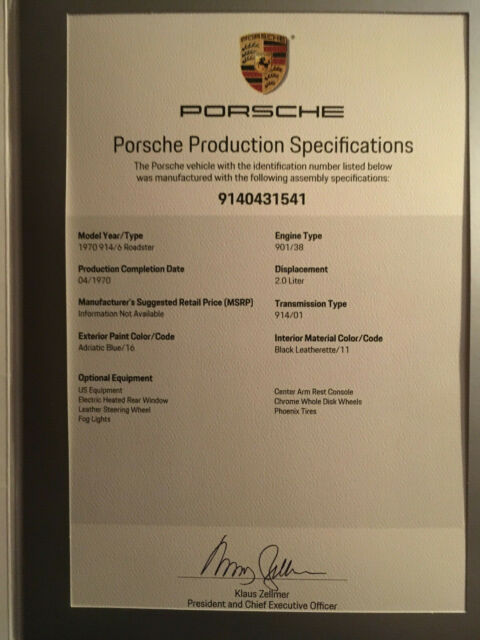 PORSCHE
PORSCHE
Porsche Production Specifications
The Porsche vehicle with the identification number listed below
was manufactured with the following assembly specifications:
9140431541
Model Year/Type
1970 914/6 Roadster
Engine Type
901/38
Production Completion Date
04/1970
Displacement
2.0 Liter
Manufacturer's Suggested Retail Price (MSRP)
Information Not Available
Transmission Type
914/01
Exterior Paint Color/Code
Adriatic Blue/16
Interior Material Color/Code
Black Leatherette/11
Optional Equipment
US Equipment
Electric Heated Rear Window
Leather Steering Wheel
Fog Lights
Center Arm Rest Console
Chrome Whole Disk Wheels
Phoenix Tires
Klaus Zellmer
President and Chief Executive Officer